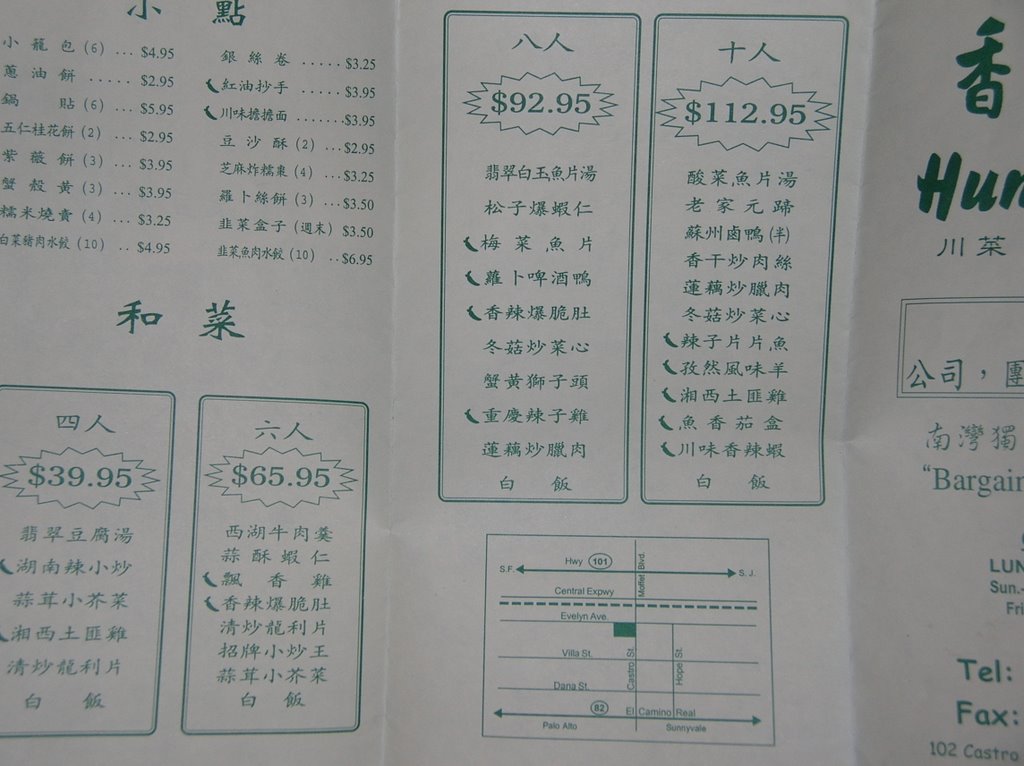 小 點
小 龍 包 (6) ... $4.95
蔥 油 餅 ..... $2.95
鍋 貼 (6) ... $5.95
五仁桂花餅 (2) ... $2.95
紫 薇 餅 (3) ... $3.95
蟹 殼 黃 (3) ... $3.95
糯米燒賣 (4) ... $3.25
白菜豬肉水餃 (10) .. $4.95
銀 絲 卷 ..... $3.25
紅油抄手 ..... $3.95
川味擔擔面 ....... $3.95
豆 沙 酥 (2) ... $2.95
芝麻炸糯棗 (4) ... $3.25
羅卜絲餅 (3) ... $3.50
韭菜盒子 (週末) $3.50
韭菜魚肉水餃 (10) .. $6.95
和 菜
四人
$39.95
翡翠豆腐湯
湖南辣小炒
蒜茸小芥菜
湘西土匪雞
清炒龍利片
白 飯
六人
$65.95
西湖牛肉羹
蒜酥蝦仁
飄香雞
香辣爆脆肚
清炒龍利片
招牌小炒王
蒜茸小芥菜
白 飯
八人
$92.95
翡翠白玉魚片湯
松子爆蝦仁
梅菜魚片
蘿卜啤酒鴨
香辣爆脆肚
冬菇炒菜心
蟹黃獅子頭
重慶辣子雞
蓮藕炒臘肉
白 飯
十人
$112.95
酸菜魚片湯
老家元蹄
蘇州鹵鴨(半)
香干炒肉絲
蓮藕炒臘肉
冬菇炒菜心
辣子片片魚
孜然風味羊
湘西土匪雞
魚香茄盒
川味香辣蝦
白 飯
Hwy 101
S.F.
S. J.
Moffet Blvd.
Central Expwy
Evelyn Ave.
Villa St.
Castro St.
Hope St.
Dana St.
82
El Camino Real
Palo Alto
Sunnyvale
香
Hun
川菜
公司，團
南灣獨
“Bargain
LUN
Sun.-
Fri
Tel:
Fax:
102 Castro